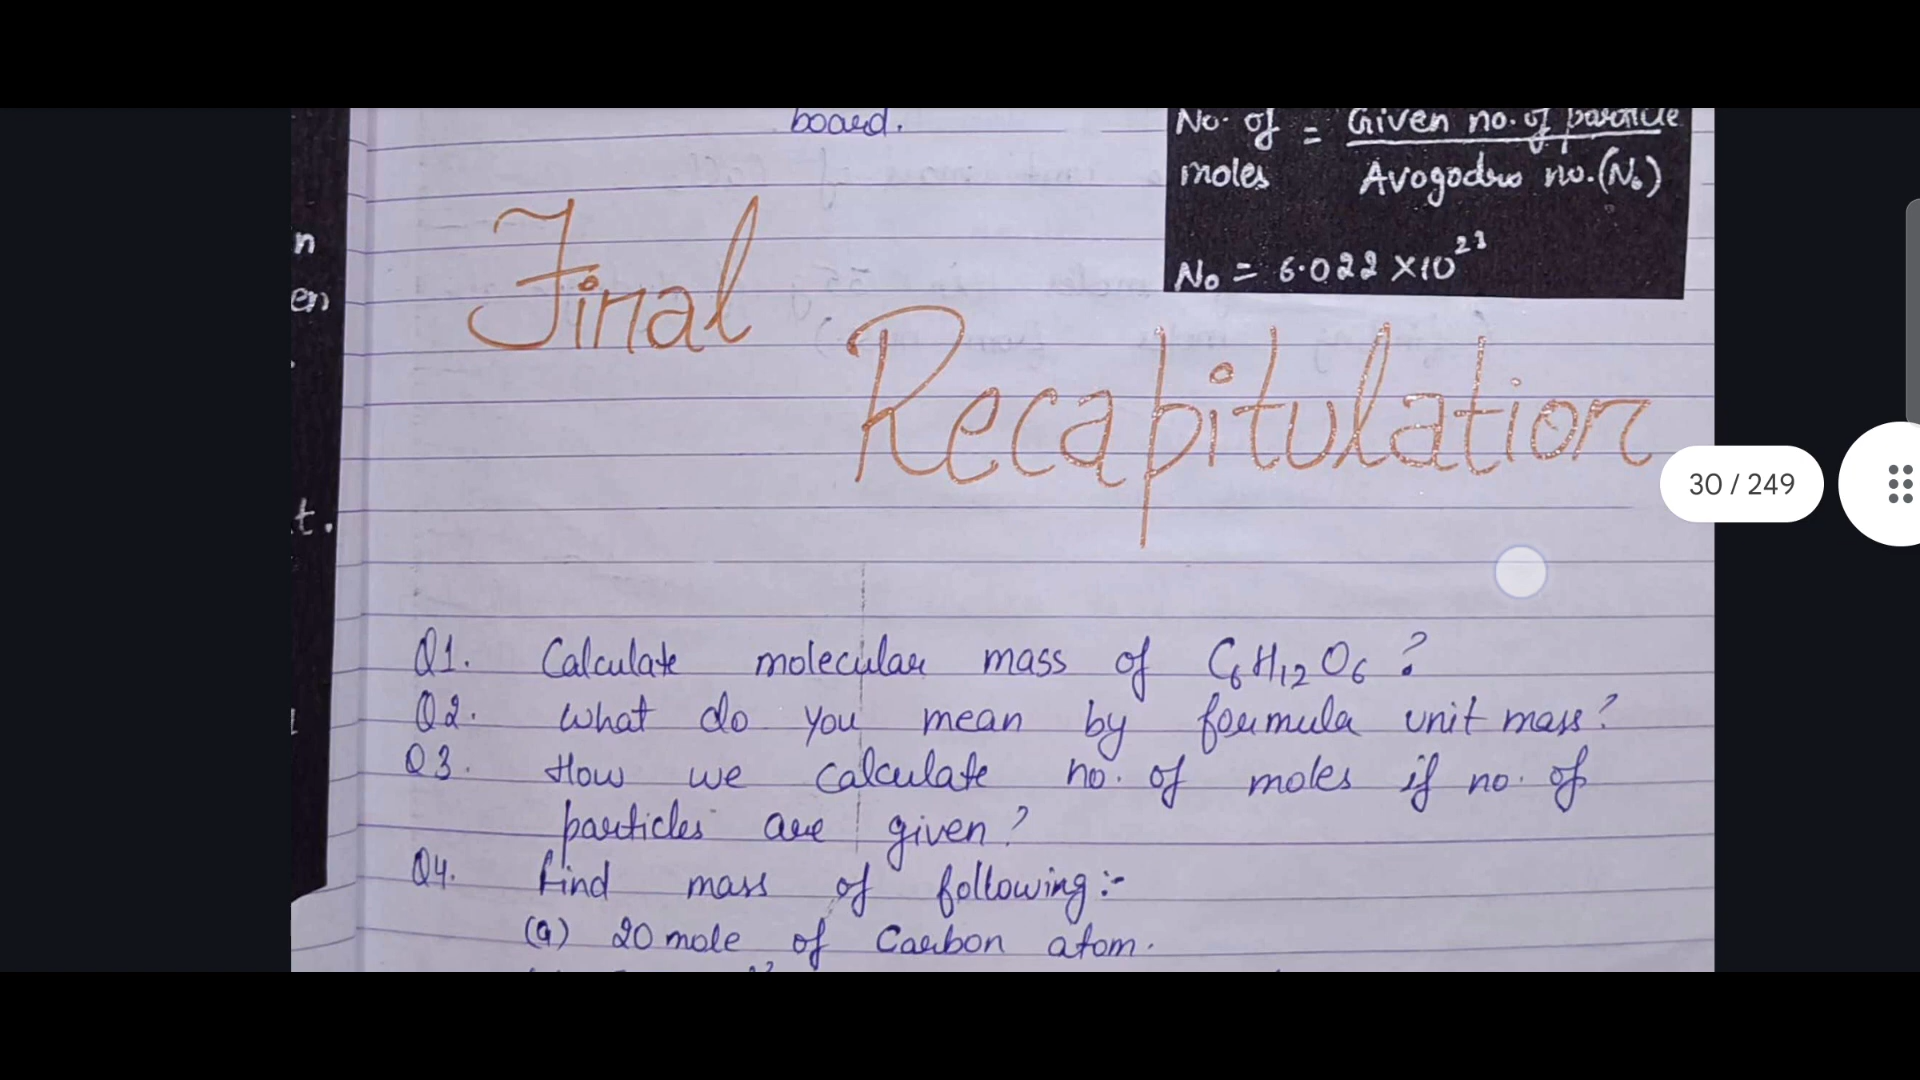 board.
No. of = Given no. of particle
moles Avogodro no. (N₀)
N₀ = 6.022 ×10²³
n
en
t.
Final
Recapitulation
30 / 249
Q1. Calculate molecular mass of C₆H₁₂O₆ ?
Q2. What do you mean by formula unit mass?
Q3. How we calculate no. of moles if no. of
particles are given?
Q4. find mass of following:-
(a) 20 mole of Carbon atom.